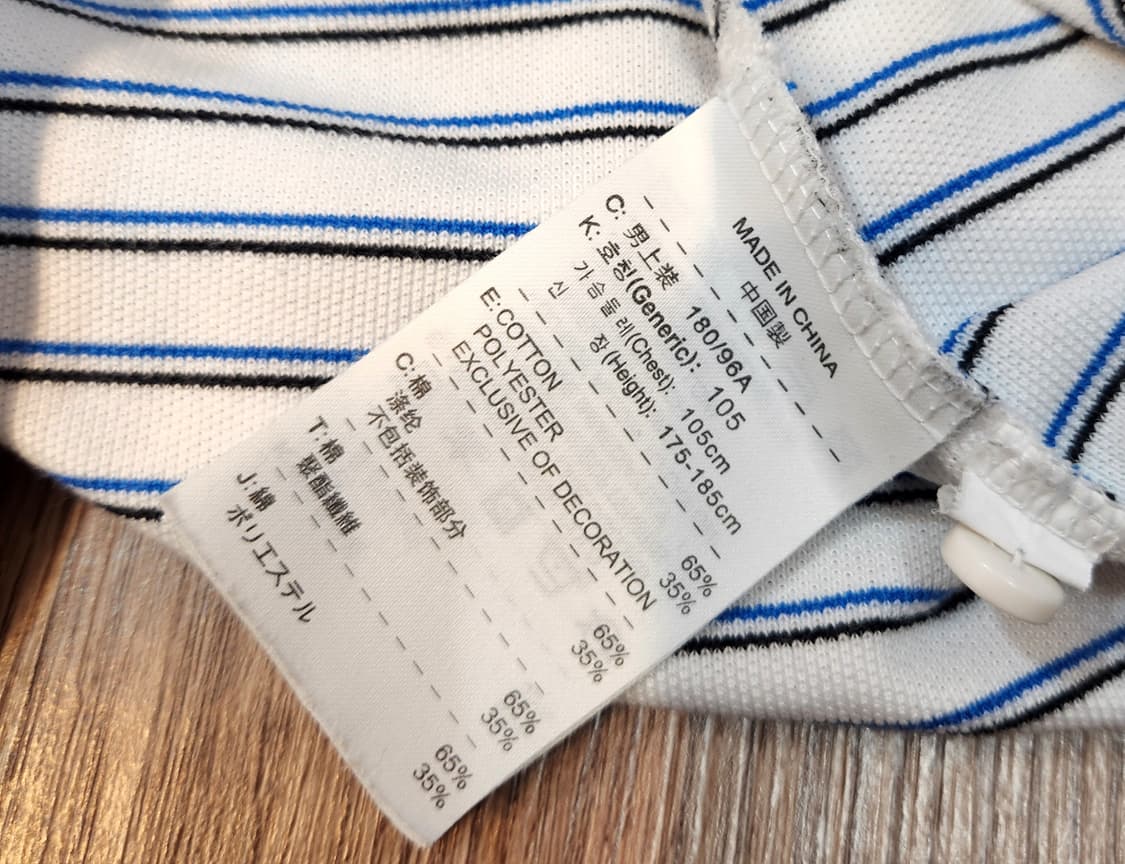 MADE IN CHINA
中国製
C: 男上装 180/96A
K: 호칭(Generic): 105
가슴둘레(Chest): 105cm
신 장(Height): 175-185cm
E:COTTON 65%
POLYESTER 35%
EXCLUSIVE OF DECORATION
C:棉 65%
涤纶 35%
不包括装饰部分
T:棉 65%
聚酯纖維 35%
J:綿 65%
ポリエステル 35%